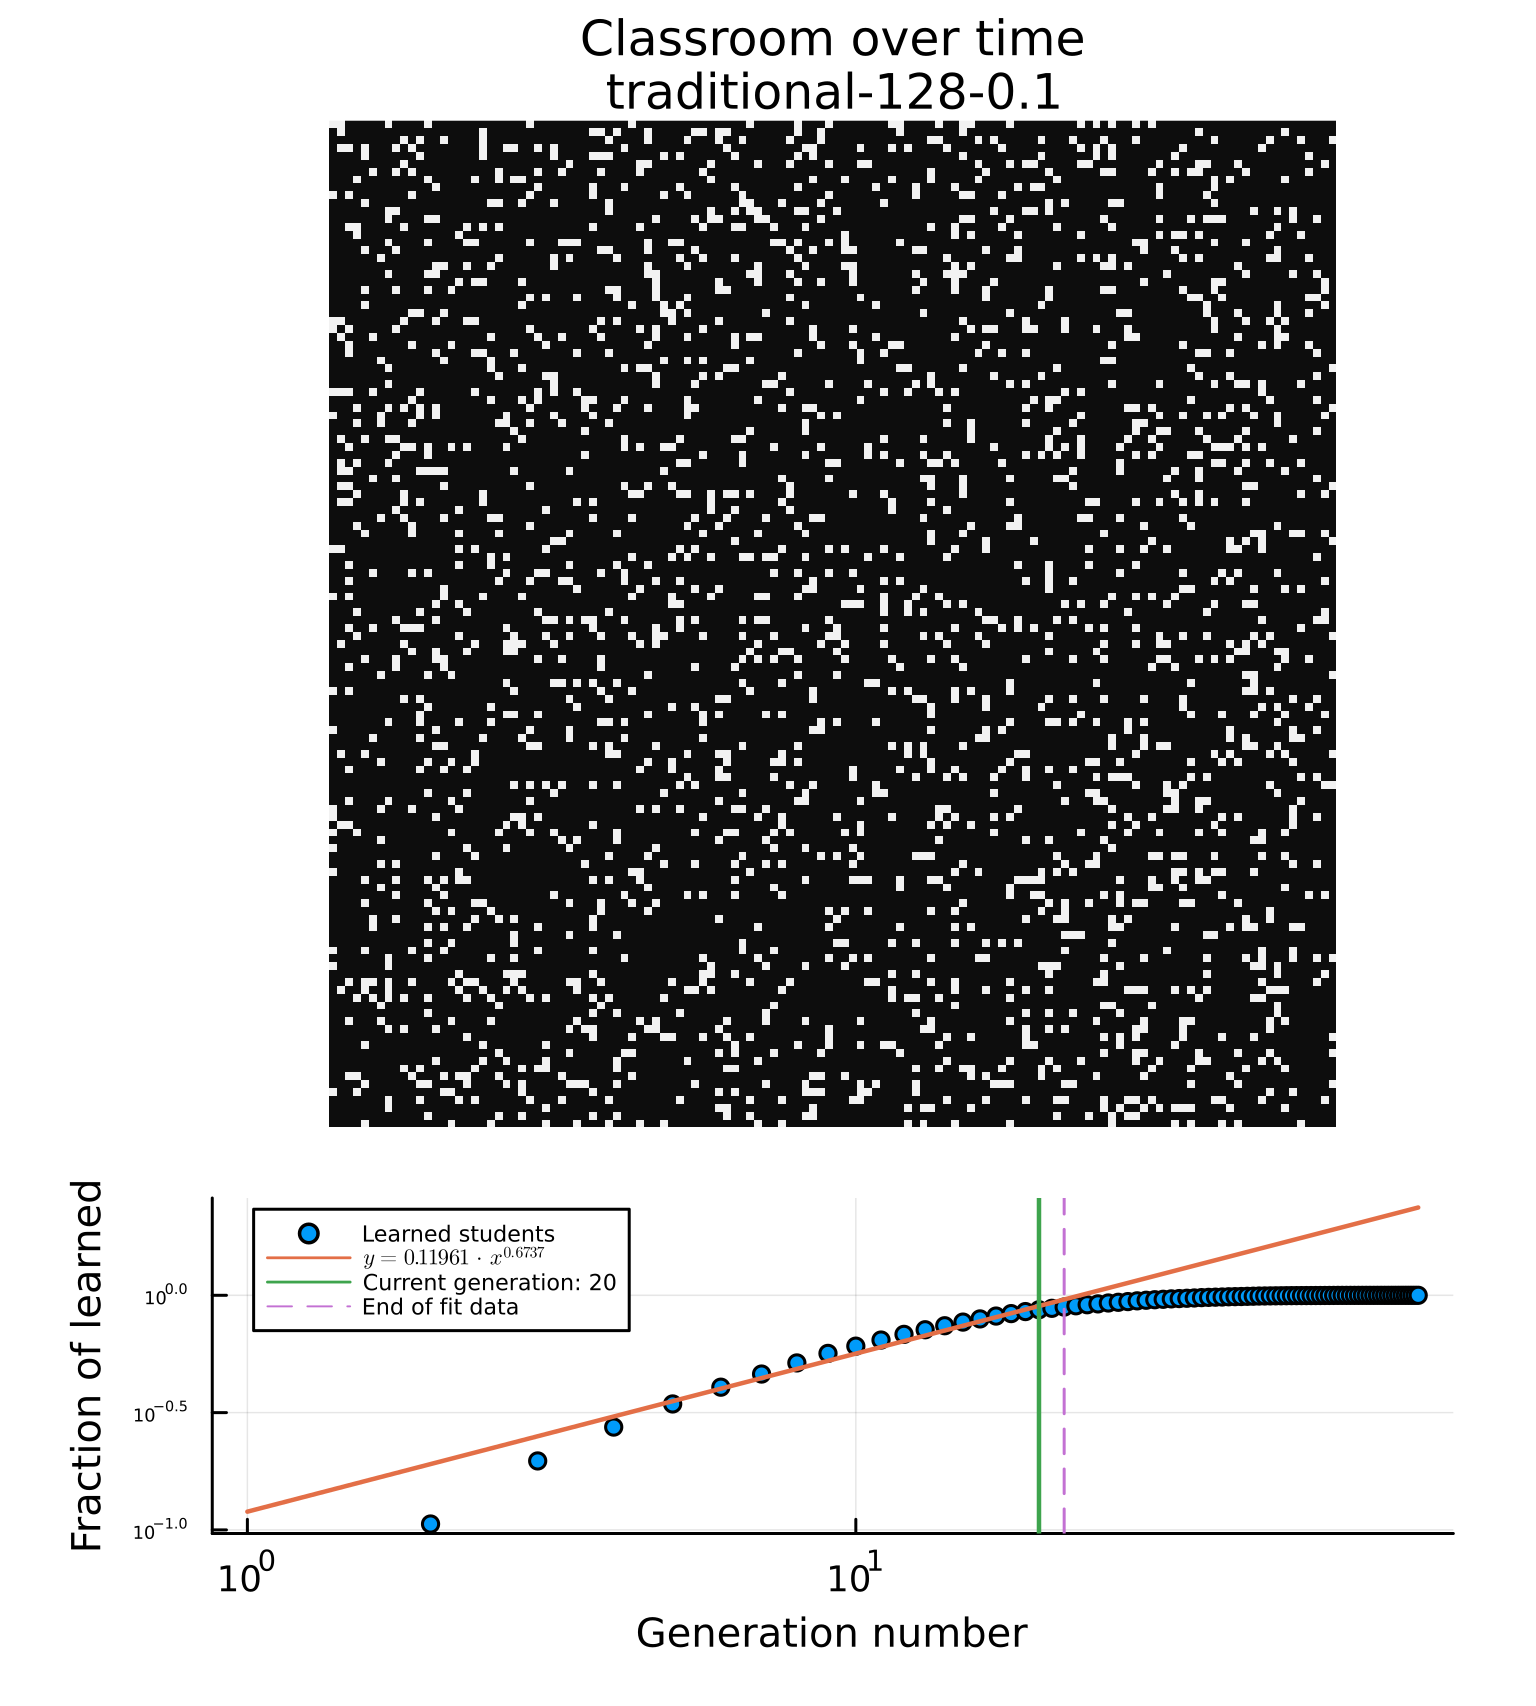 Classroom over time
traditional-128-0.1
Fraction of learned
Learned students
y = 0.11961 · x^0.6737
Current generation: 20
End of fit data
10^0.0
10^−0.5
10^−1.0
10^0
10^1
Generation number